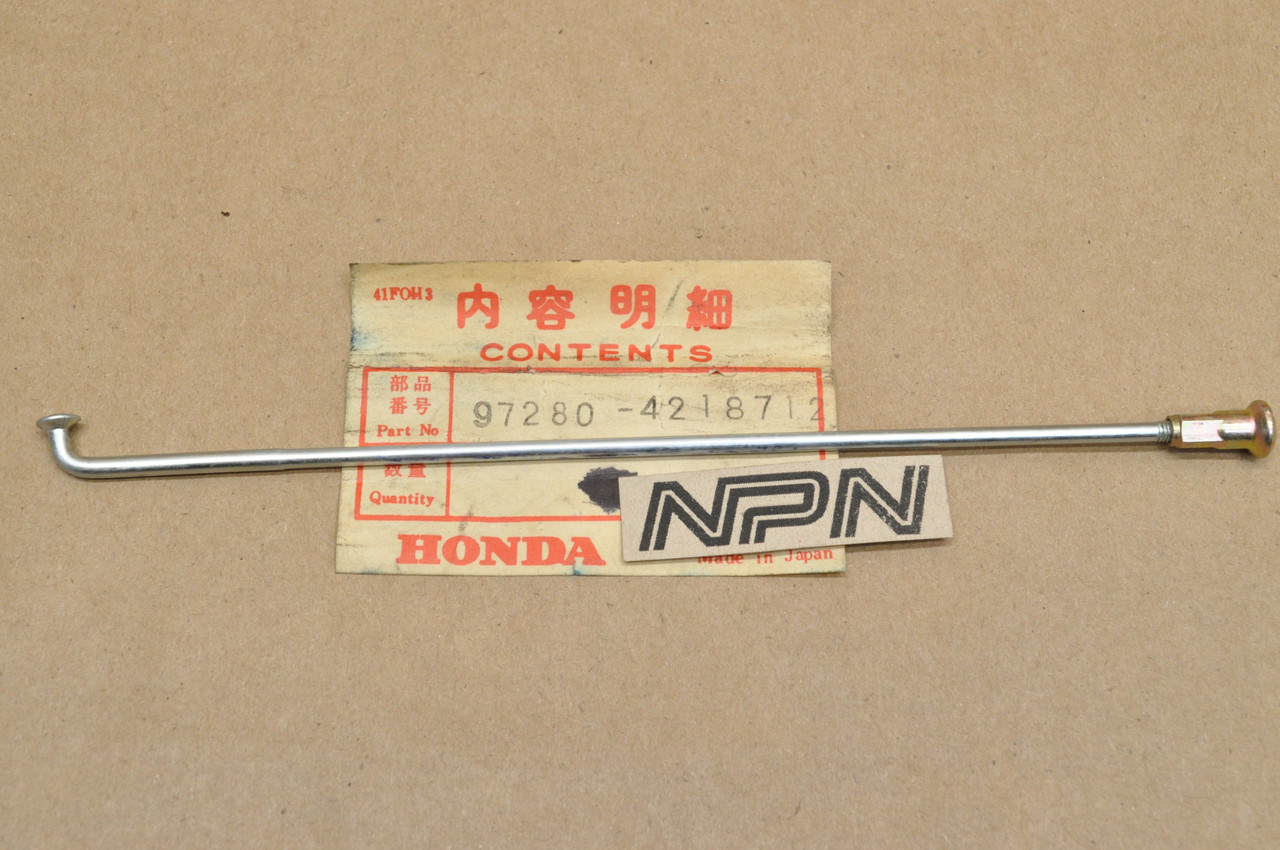 41FOH3 内容明細
CONTENTS
部品
番号
Part No
97280-4218712
数量
Quantity
NPN
HONDA
Made in Japan